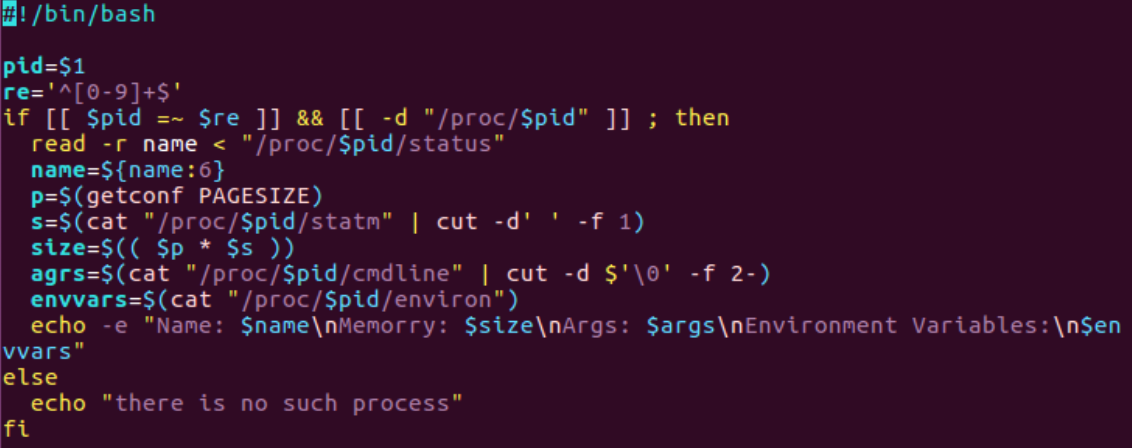 #!/bin/bash

pid=$1
re='^[0-9]+$'
if [[ $pid =~ $re ]] && [[ -d "/proc/$pid" ]] ; then
  read -r name < "/proc/$pid/status"
  name=${name:6}
  p=$(getconf PAGESIZE)
  s=$(cat "/proc/$pid/statm" | cut -d' ' -f 1)
  size=$(( $p * $s ))
  agrs=$(cat "/proc/$pid/cmdline" | cut -d $'\0' -f 2-)
  envvars=$(cat "/proc/$pid/environ")
  echo -e "Name: $name\nMemorry: $size\nArgs: $args\nEnvironment Variables:\n$en
vvars"
else
  echo "there is no such process"
fi